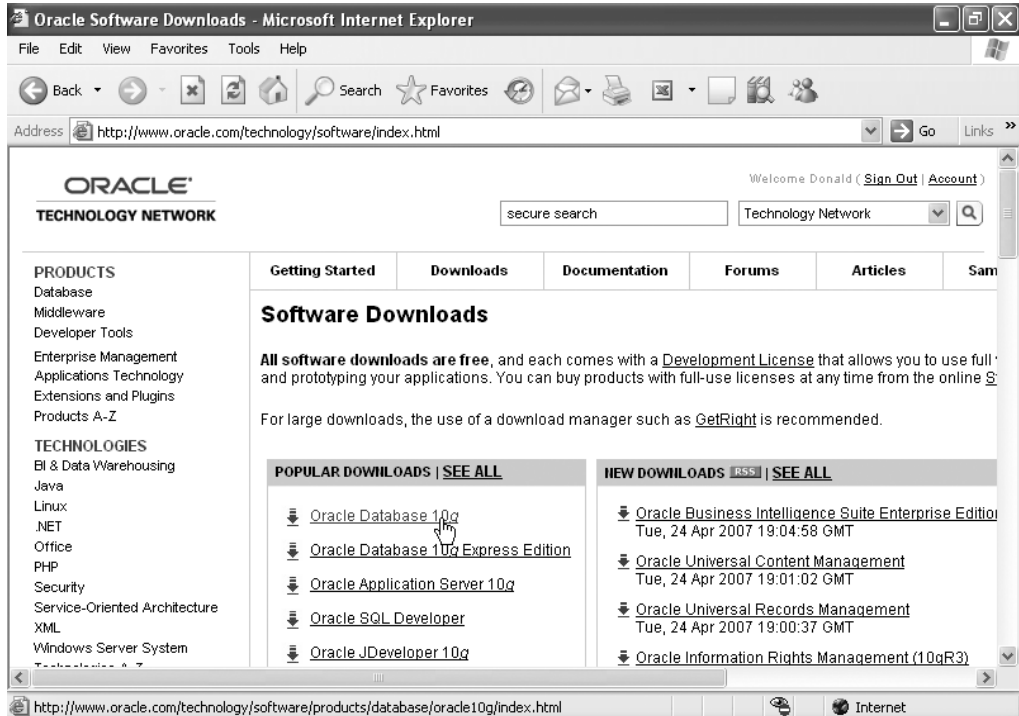 Oracle Software Downloads - Microsoft Internet Explorer
File Edit View Favorites Tools Help
Back Search Favorites
Address http://www.oracle.com/technology/software/index.html Go Links »
ORACLE
TECHNOLOGY NETWORK
Welcome Donald ( Sign Out | Account )
secure search Technology Network
Getting Started Downloads Documentation Forums Articles Sam
PRODUCTS
Database
Middleware
Developer Tools
Enterprise Management
Applications Technology
Extensions and Plugins
Products A-Z
TECHNOLOGIES
BI & Data Warehousing
Java
Linux
.NET
Office
PHP
Security
Service-Oriented Architecture
XML
Windows Server System
Software Downloads
All software downloads are free, and each comes with a Development License that allows you to use full
and prototyping your applications. You can buy products with full-use licenses at any time from the online
For large downloads, the use of a download manager such as GetRight is recommended.
POPULAR DOWNLOADS | SEE ALL
Oracle Database 10g
Oracle Database 10g Express Edition
Oracle Application Server 10g
Oracle SQL Developer
Oracle JDeveloper 10g
NEW DOWNLOADS RSS | SEE ALL
Oracle Business Intelligence Suite Enterprise Edition
Tue, 24 Apr 2007 19:04:58 GMT
Oracle Universal Content Management
Tue, 24 Apr 2007 19:01:02 GMT
Oracle Universal Records Management
Tue, 24 Apr 2007 19:00:37 GMT
Oracle Information Rights Management (10gR3)
http://www.oracle.com/technology/software/products/database/oracle10g/index.html Internet